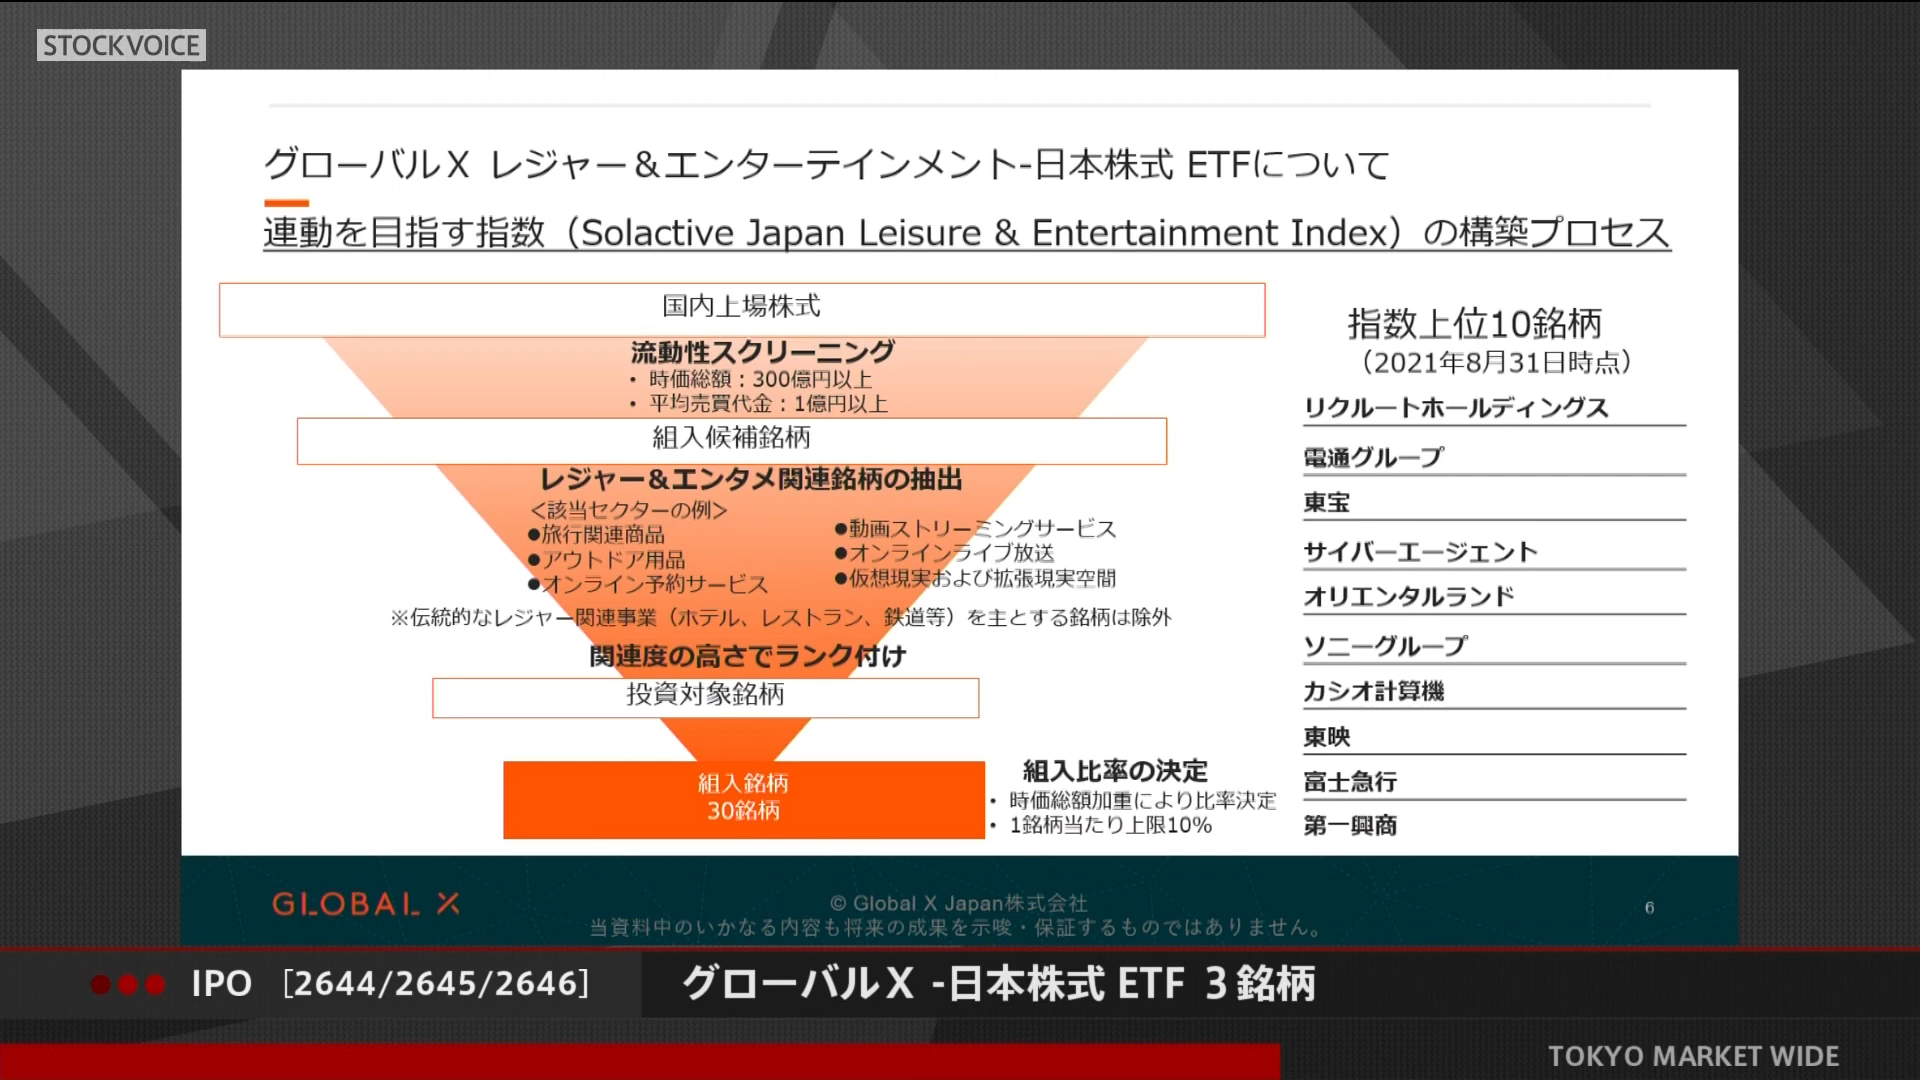 STOCKVOICE
グローバルX レジャー＆エンターテインメント-日本株式 ETFについて
連動を目指す指数（Solactive Japan Leisure & Entertainment Index）の構築プロセス
国内上場株式
流動性スクリーニング
• 時価総額：300億円以上
• 平均売買代金：1億円以上
組入候補銘柄
レジャー＆エンタメ関連銘柄の抽出
＜該当セクターの例＞
●旅行関連商品
●アウトドア用品
●オンライン予約サービス
●動画ストリーミングサービス
●オンラインライブ放送
●仮想現実および拡張現実空間
※伝統的なレジャー関連事業（ホテル、レストラン、鉄道等）を主とする銘柄は除外
関連度の高さでランク付け
投資対象銘柄
組入銘柄
30銘柄
組入比率の決定
• 時価総額加重により比率決定
• 1銘柄当たり上限10%
指数上位10銘柄
（2021年8月31日時点）
リクルートホールディングス
電通グループ
東宝
サイバーエージェント
オリエンタルランド
ソニーグループ
カシオ計算機
東映
富士急行
第一興商
GLOBAL X
© Global X Japan株式会社
当資料中のいかなる内容も将来の成果を示唆・保証するものではありません。
6
IPO [2644/2645/2646] グローバルＸ -日本株式 ETF ３銘柄
TOKYO MARKET WIDE